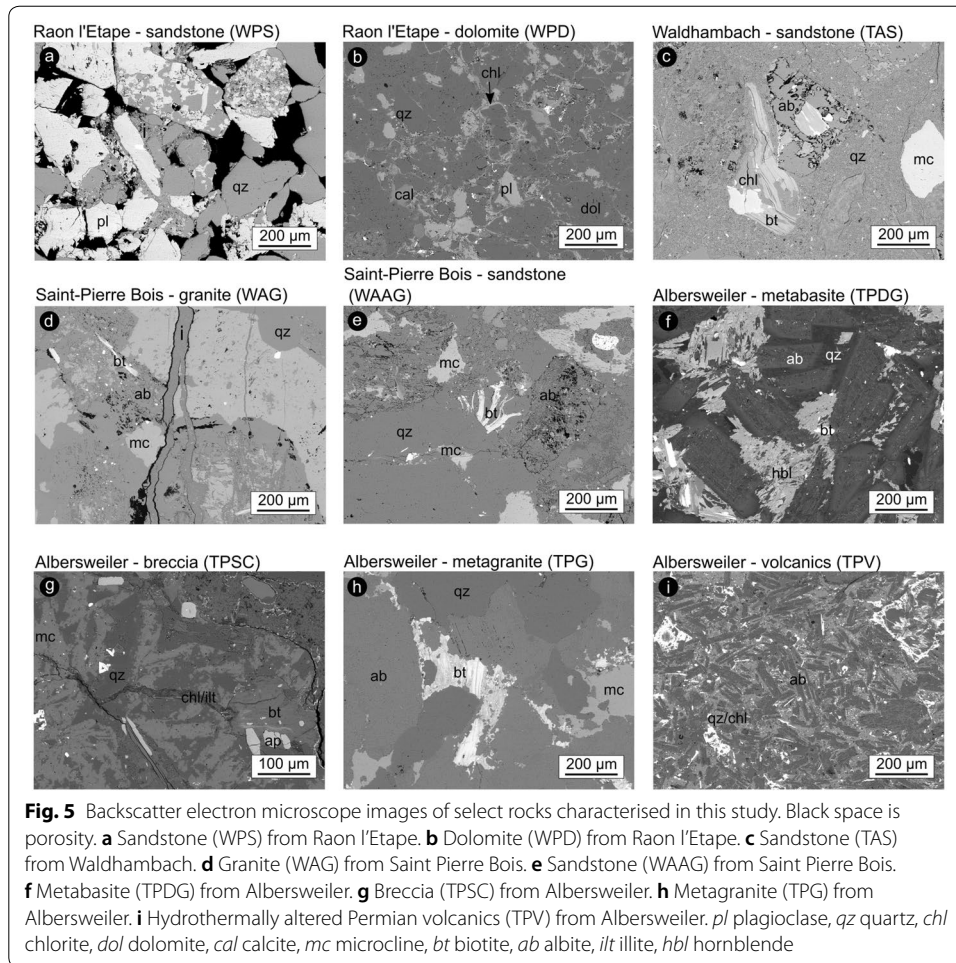 Raon l'Etape - sandstone (WPS)
Raon l'Etape - dolomite (WPD)
Waldhambach - sandstone (TAS)
a
il
qz
pl
200 µm
b
chl
qz
cal
pl
dol
200 µm
c
ab
qz
mc
chl
bt
200 µm
Saint-Pierre Bois - granite (WAG)
Saint-Pierre Bois - sandstone
(WAAG)
Albersweiler - metabasite (TPDG)
d
qz
bt
ab
mc
200 µm
e
mc
ab
bt
qz
mc
200 µm
f
ab
qz
bt
hbl
200 µm
Albersweiler - breccia (TPSC)
Albersweiler - metagranite (TPG)
Albersweiler - volcanics (TPV)
g
mc
qz
chl/ilt
bt
ap
100 µm
h
qz
ab
bt
mc
200 µm
i
ab
qz/chl
200 µm
Fig. 5 Backscatter electron microscope images of select rocks characterised in this study. Black space is
porosity. a Sandstone (WPS) from Raon l'Etape. b Dolomite (WPD) from Raon l'Etape. c Sandstone (TAS)
from Waldhambach. d Granite (WAG) from Saint Pierre Bois. e Sandstone (WAAG) from Saint Pierre Bois.
f Metabasite (TPDG) from Albersweiler. g Breccia (TPSC) from Albersweiler. h Metagranite (TPG) from
Albersweiler. i Hydrothermally altered Permian volcanics (TPV) from Albersweiler. pl plagioclase, qz quartz, chl
chlorite, dol dolomite, cal calcite, mc microcline, bt biotite, ab albite, ilt illite, hbl hornblende